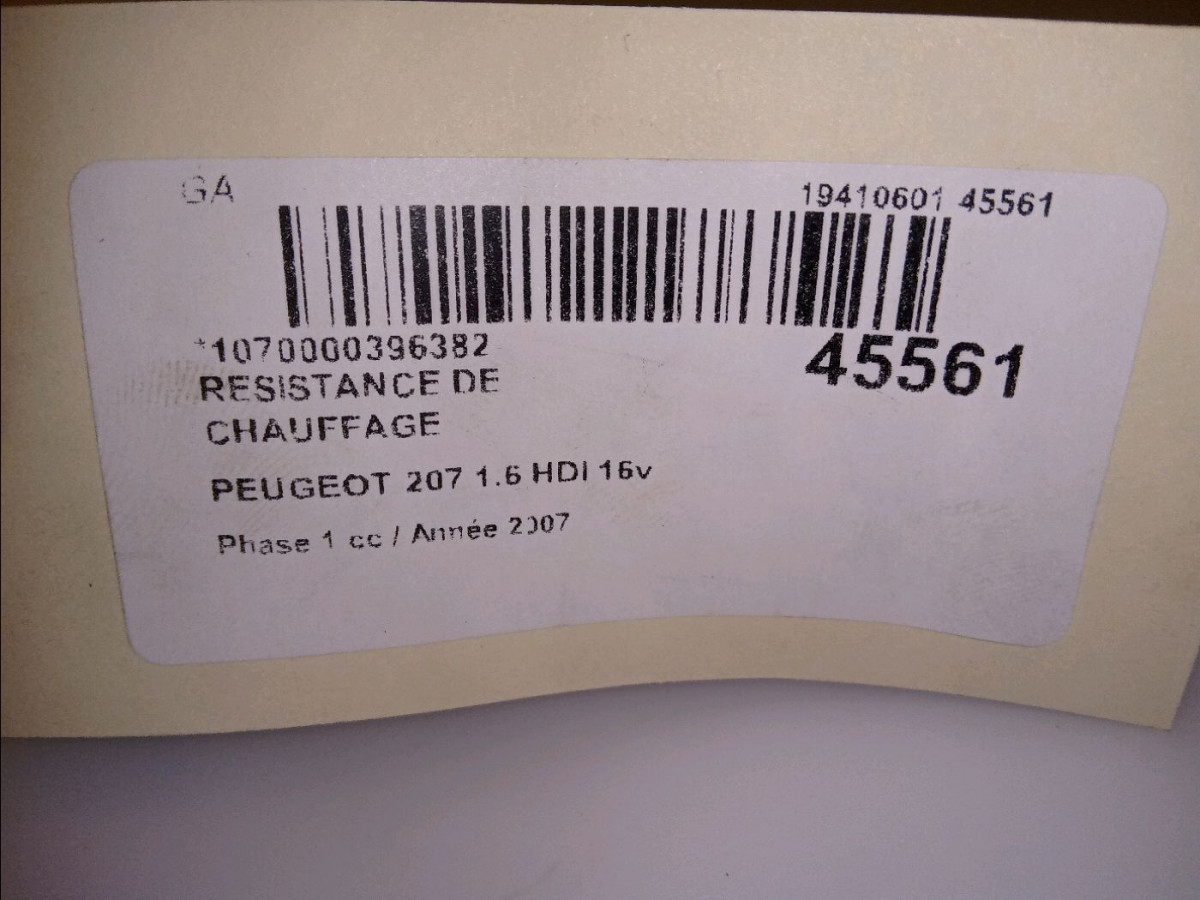 GA 19410601 45561
*1070000396382 45561
RESISTANCE DE
CHAUFFAGE
PEUGEOT 207 1.6 HDI 16v
Phase 1 cc / Année 2007